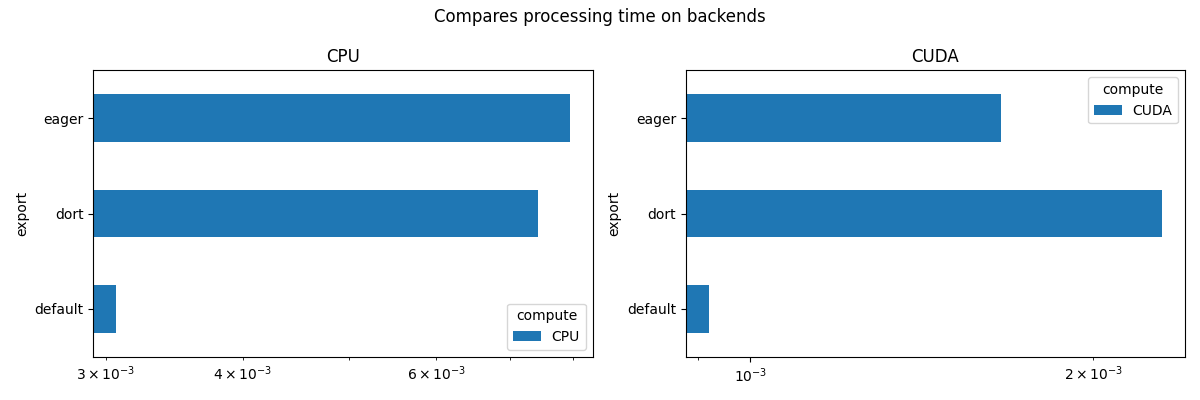 Compares processing time on backends
CPU
export
eager
dort
default
compute
CPU
3 × 10⁻³
4 × 10⁻³
6 × 10⁻³
CUDA
export
eager
dort
default
compute
CUDA
10⁻³
2 × 10⁻³